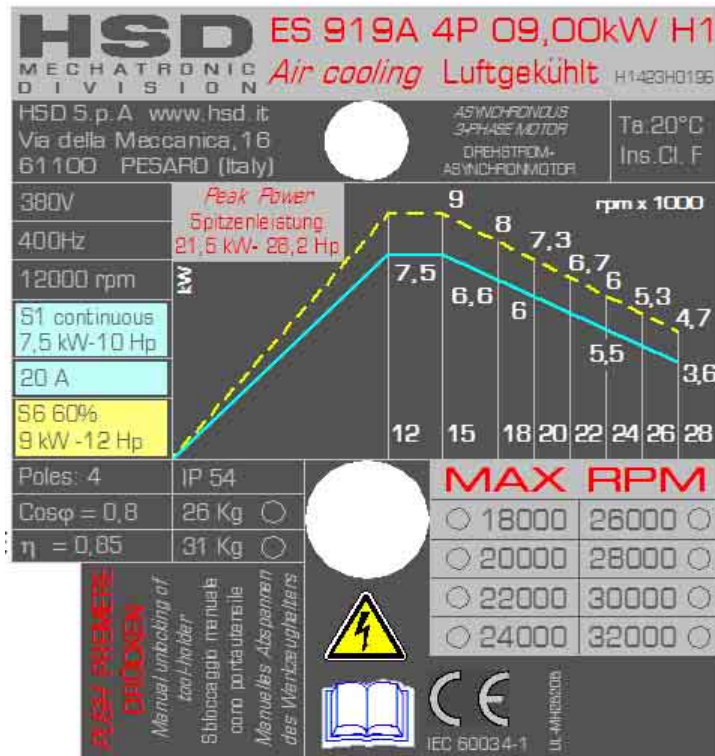 HSD
MECHATRONIC
DIVISION
ES 919A 4P 09,00kW H1
Air cooling Luftgekühlt H1423H0196
HSD S.p.A www.hsd.it
Via della Meccanica,16
61100 PESARO (Italy)
ASYNCHRONOUS
3-PHASE MOTOR
DREHSTROM-
ASYNCHRONMOTOR
Ta:20°C
Ins.Cl. F
380V
400Hz
12000 rpm
S1 continuous
7,5 kW-10 Hp
20 A
S6 60%
9 kW -12 Hp
Peak Power
Spitzenleistung
21,5 kW- 28,2 Hp
kW
rpm x 1000
9
8
7,3
6,7
6
5,3
4,7
7,5
6,6
6
5,5
3,6
12 15 18 20 22 24 26 28
Poles: 4
IP 54
Cosφ = 0,8
26 Kg
η = 0,85
31 Kg
MAX RPM
18000 26000
20000 28000
22000 30000
24000 32000
PUSH PREMERE
DRÜCKEN
Manual unlocking of
tool-holder
Sbloccaggio manuale
cono portautensile
Manuelles Abspannen
des Werkzeughalters
CE
IEC 60034-1